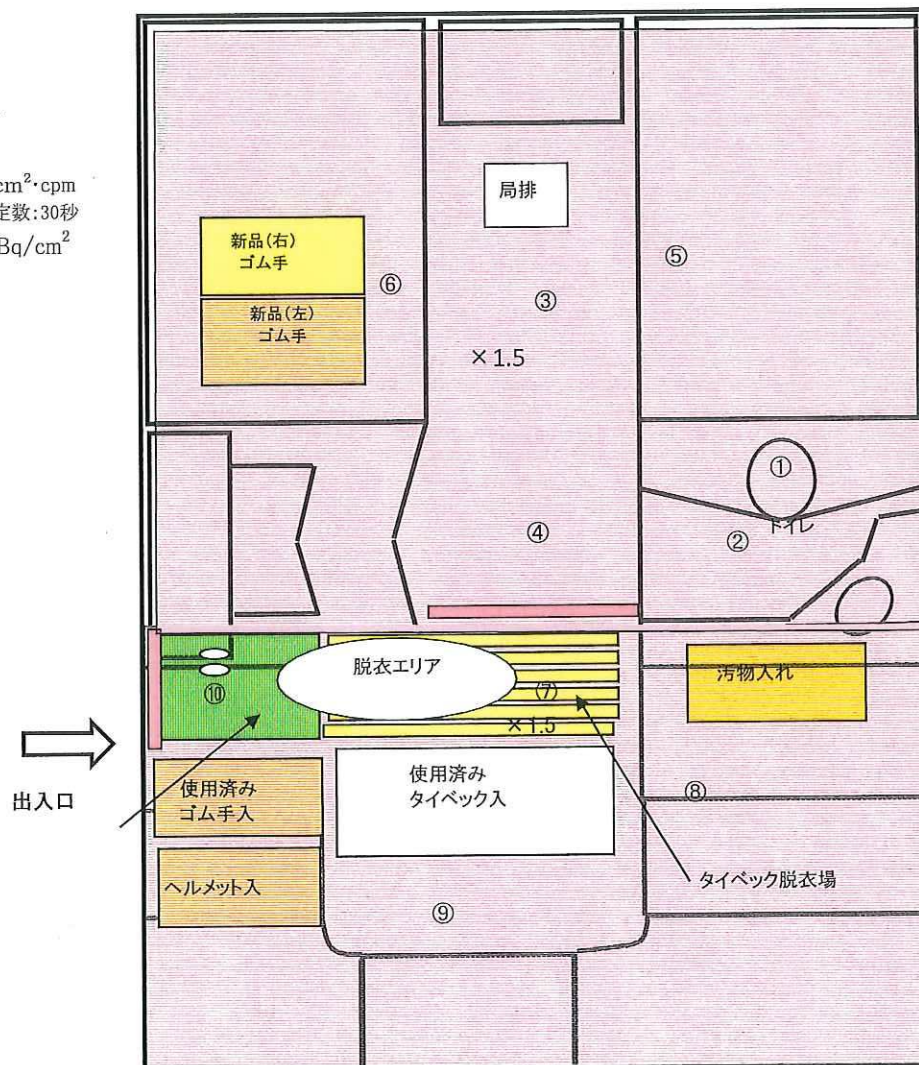 cm²･cpm
定数:30秒
Bq/cm²
局排
新品(右)
ゴム手
⑥
新品(左)
ゴム手
③
⑤
×1.5
①
トイレ
②
④
脱衣エリア
⑩
⑦
×1.5
汚物入れ
出入口
使用済み
ゴム手入
使用済み
タイベック入
⑧
ヘルメット入
タイベック脱衣場
⑨